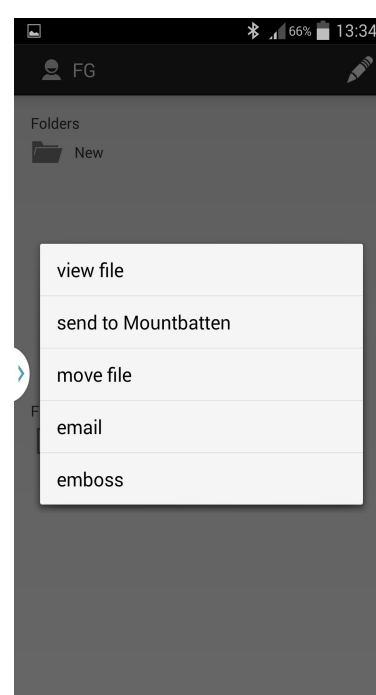 66% 13:34
FG
Folders
New
view file
send to Mountbatten
move file
F
email
emboss